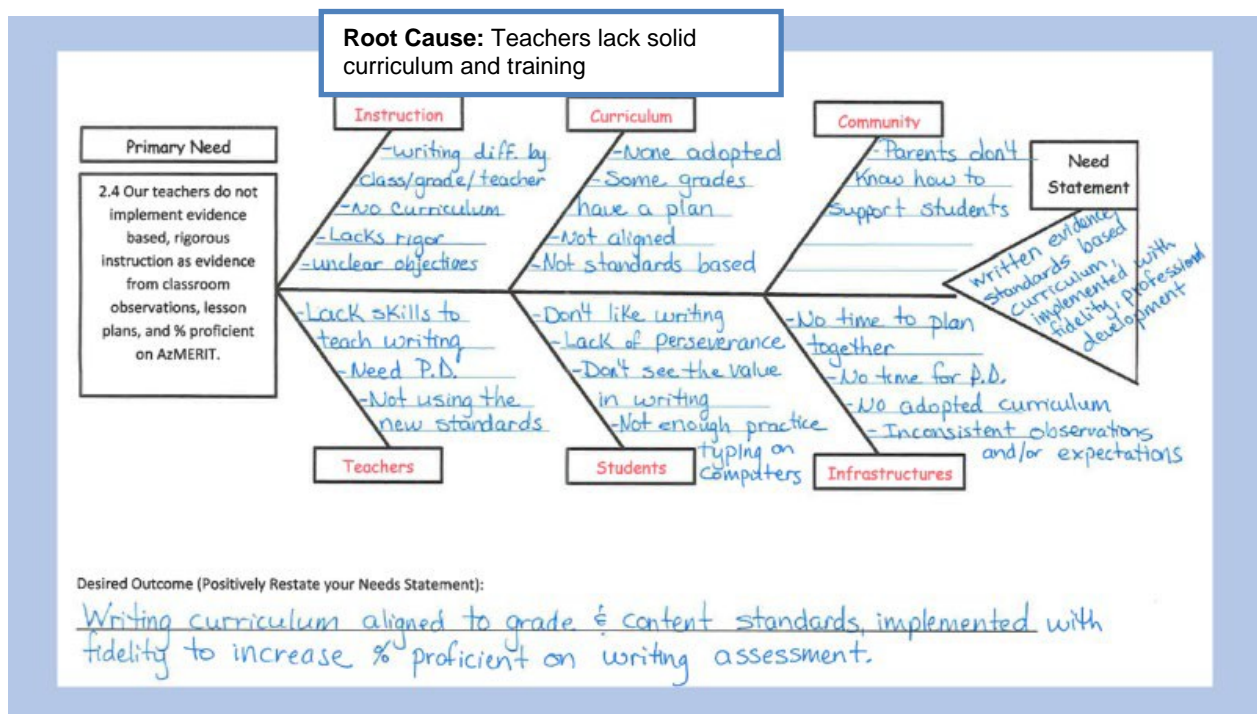 Root Cause: Teachers lack solid
curriculum and training
Primary Need
2.4 Our teachers do not
implement evidence
based, rigorous
instruction as evidence
from classroom
observations, lesson
plans, and % proficient
on AzMERIT.
Instruction
-writing diff. by
class/grade/teacher
-No curriculum
-Lacks rigor
-unclear objectives
Curriculum
-None adopted
-Some grades
have a plan
-Not aligned
-Not standards based
Community
-Parents don't
Know how to
support students
Need
Statement
written evidence,
standards based
curriculum,
implemented with
fidelity, professional
development
-Lack skills to
teach writing
-Need P.D.
-Not using the
new standards
Teachers
-Don't like writing
-Lack of perseverance
-Don't see the value
in writing
-Not enough practice
typing on
computers
Students
-No time to plan
together
-No time for P.D.
-No adopted curriculum
- Inconsistent observations
and/or expectations
Infrastructures
Desired Outcome (Positively Restate your Needs Statement):
Writing curriculum aligned to grade & content standards, implemented with
fidelity to increase % proficient on writing assessment.